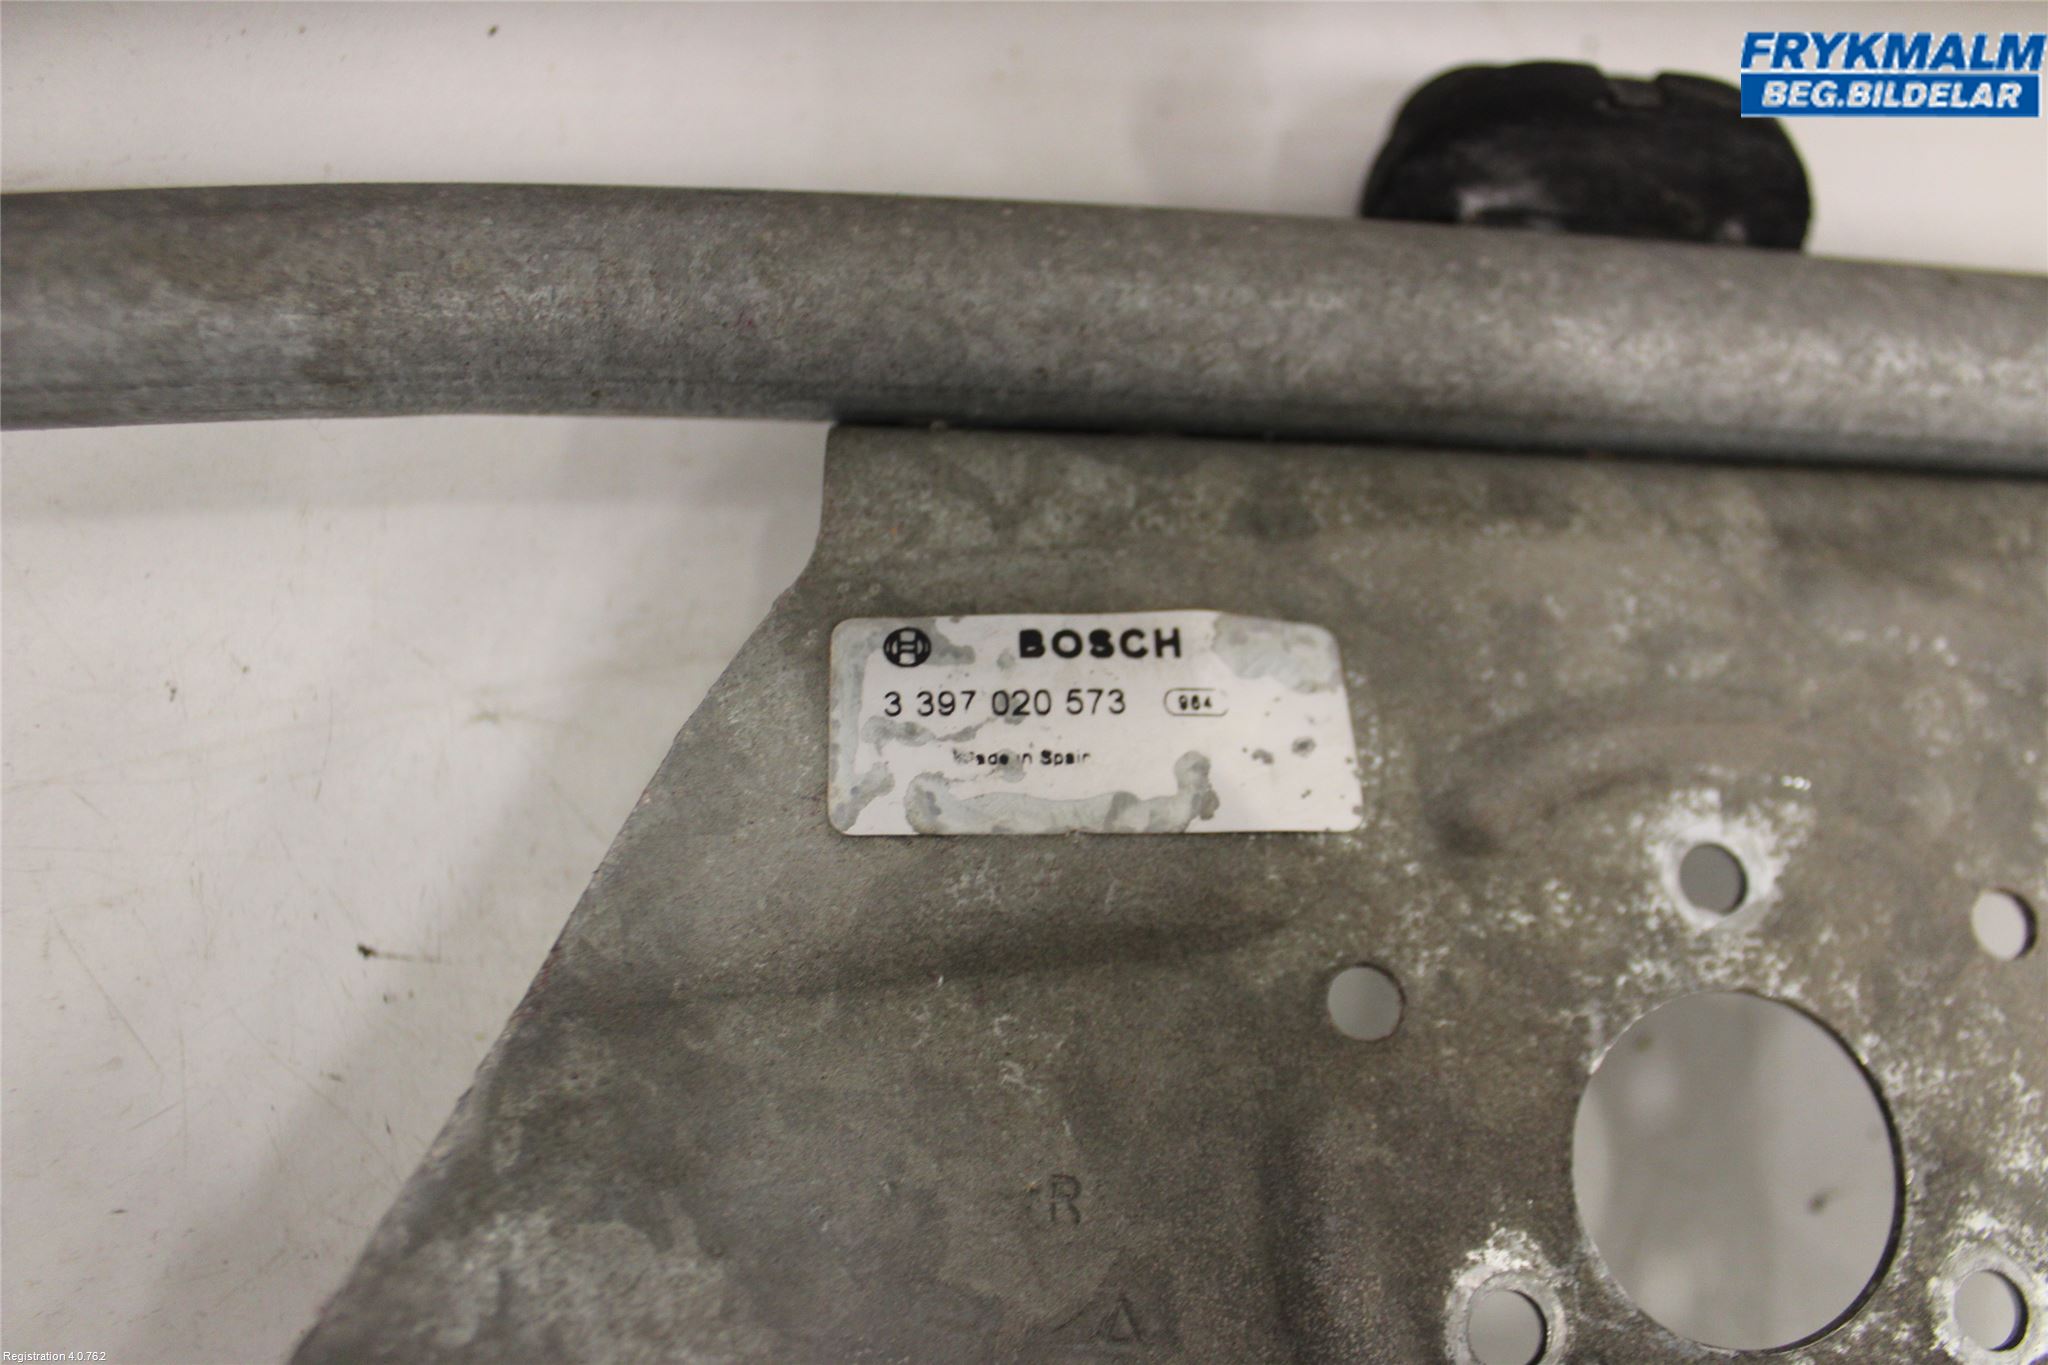 FRYKMALM
BEG.BILDELAR
BOSCH
3 397 020 573 964
Made in Spain
R
Registration 4.0.762